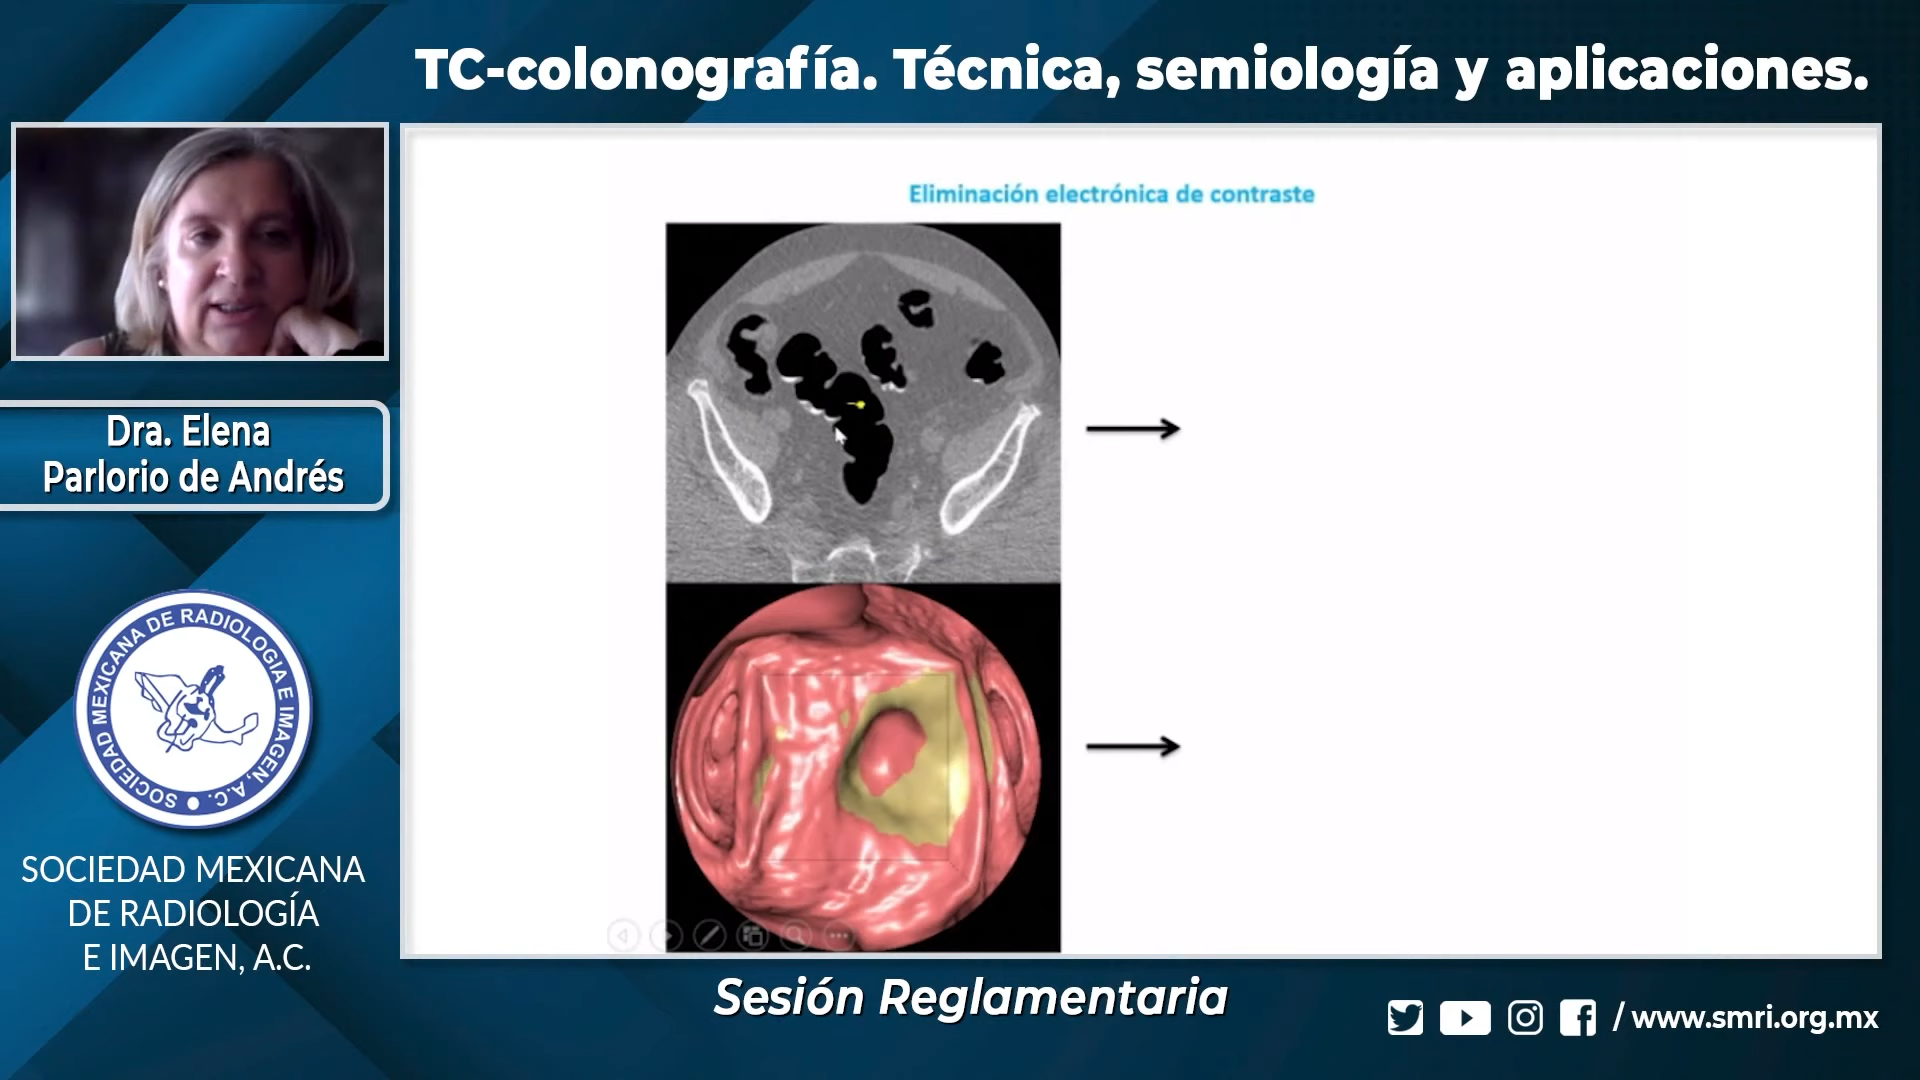 TC-colonografía. Técnica, semiología y aplicaciones.
Eliminación electrónica de contraste
Dra. Elena
Parlorio de Andrés
SOCIEDAD MEXICANA DE RADIOLOGIA E IMAGEN, A.C.
SOCIEDAD MEXICANA
DE RADIOLOGÍA
E IMAGEN, A.C.
Sesión Reglamentaria
/ www.smri.org.mx